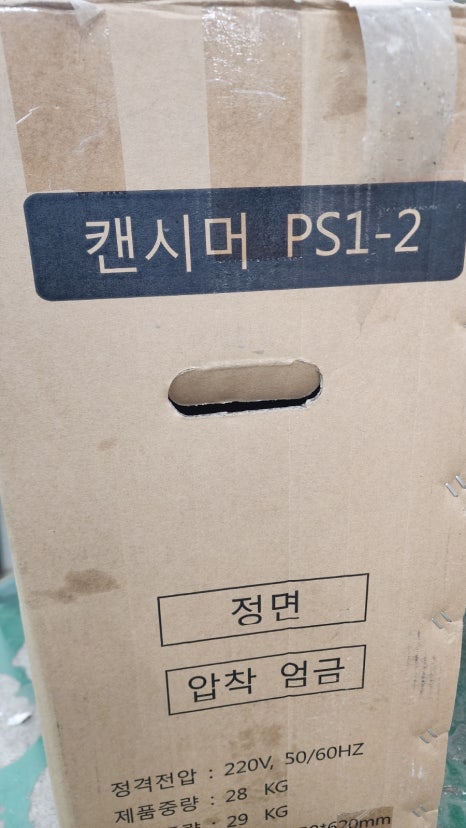 캔시머 PS1-2
정면
압착 엄금
정격전압 : 220V, 50/60HZ
제품중량 : 28 KG
: 29 KG
*620mm